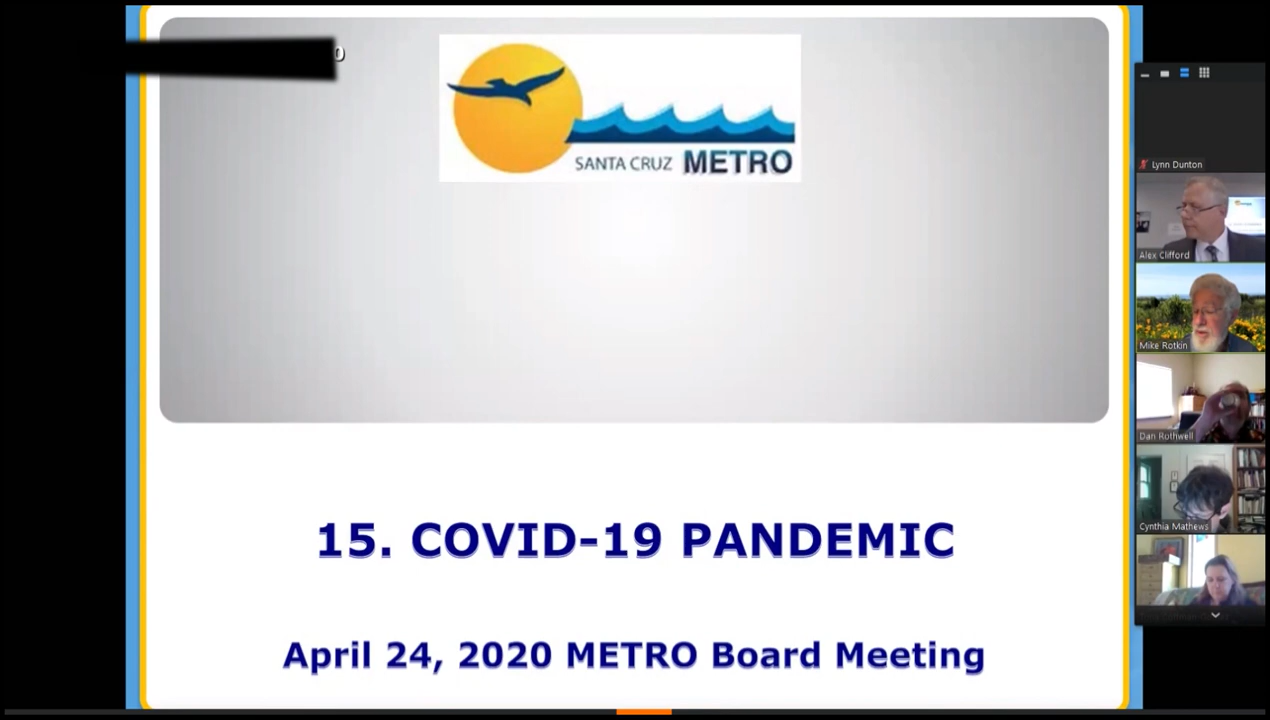 0
SANTA CRUZ METRO
Lynn Dunton
Alex Clifford
Mike Rotkin
Dan Rothwell
Cynthia Mathews
15. COVID-19 PANDEMIC
April 24, 2020 METRO Board Meeting